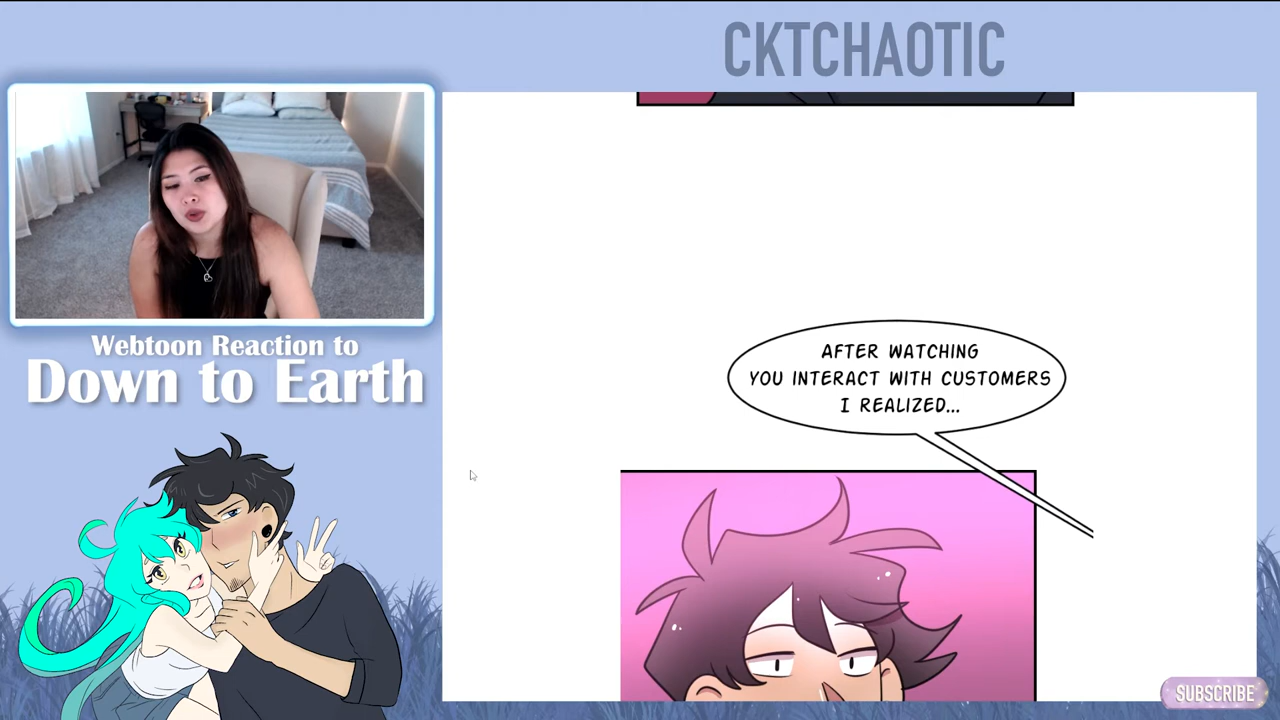 CKTCHAOTIC
Webtoon Reaction to
Down to Earth
AFTER WATCHING
YOU INTERACT WITH CUSTOMERS
I REALIZED...
SUBSCRIBE